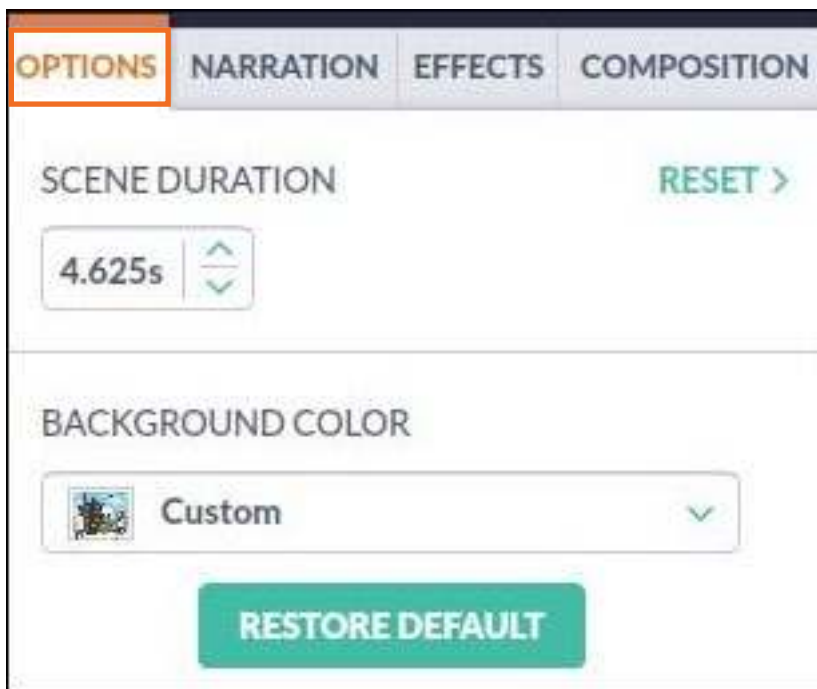 OPTIONS NARRATION EFFECTS COMPOSITION
SCENE DURATION RESET >
4.625s
BACKGROUND COLOR
Custom
RESTORE DEFAULT